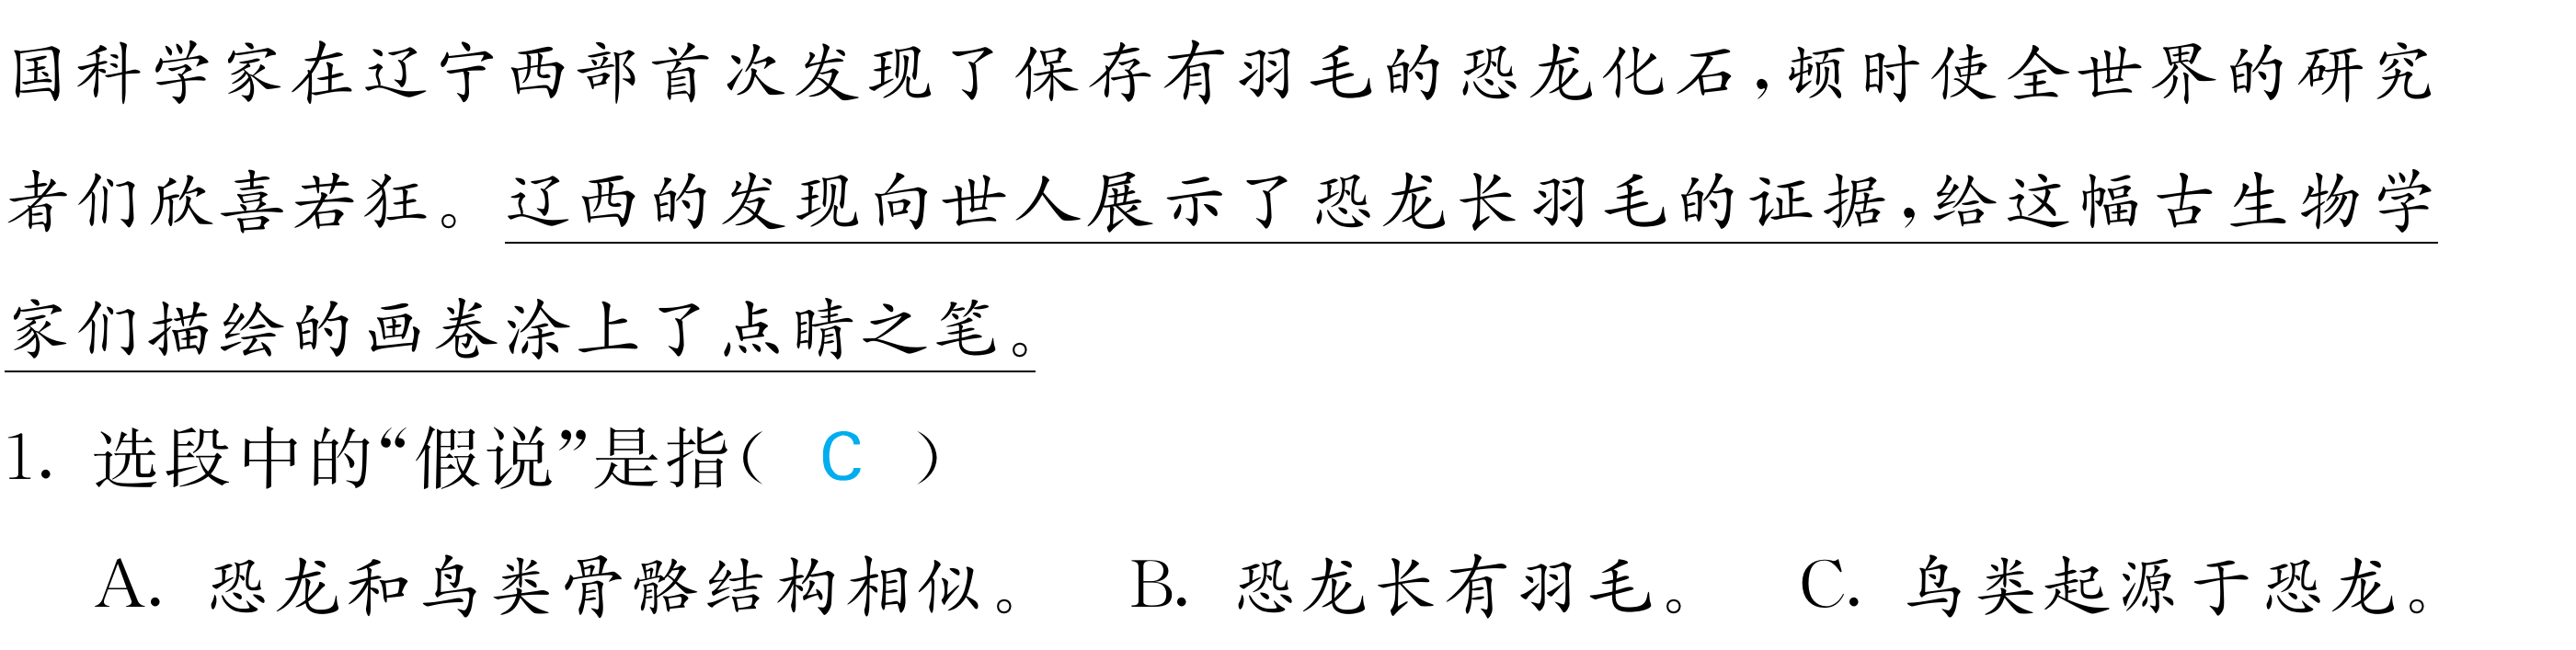 国科学家在辽宁西部首次发现了保存有羽毛的恐龙化石，顿时使全世界的研究
者们欣喜若狂。辽西的发现向世人展示了恐龙长羽毛的证据，给这幅古生物学
家们描绘的画卷涂上了点睛之笔。
1. 选段中的“假说”是指( C )
A. 恐龙和鸟类骨骼结构相似。 B. 恐龙长有羽毛。 C. 鸟类起源于恐龙。